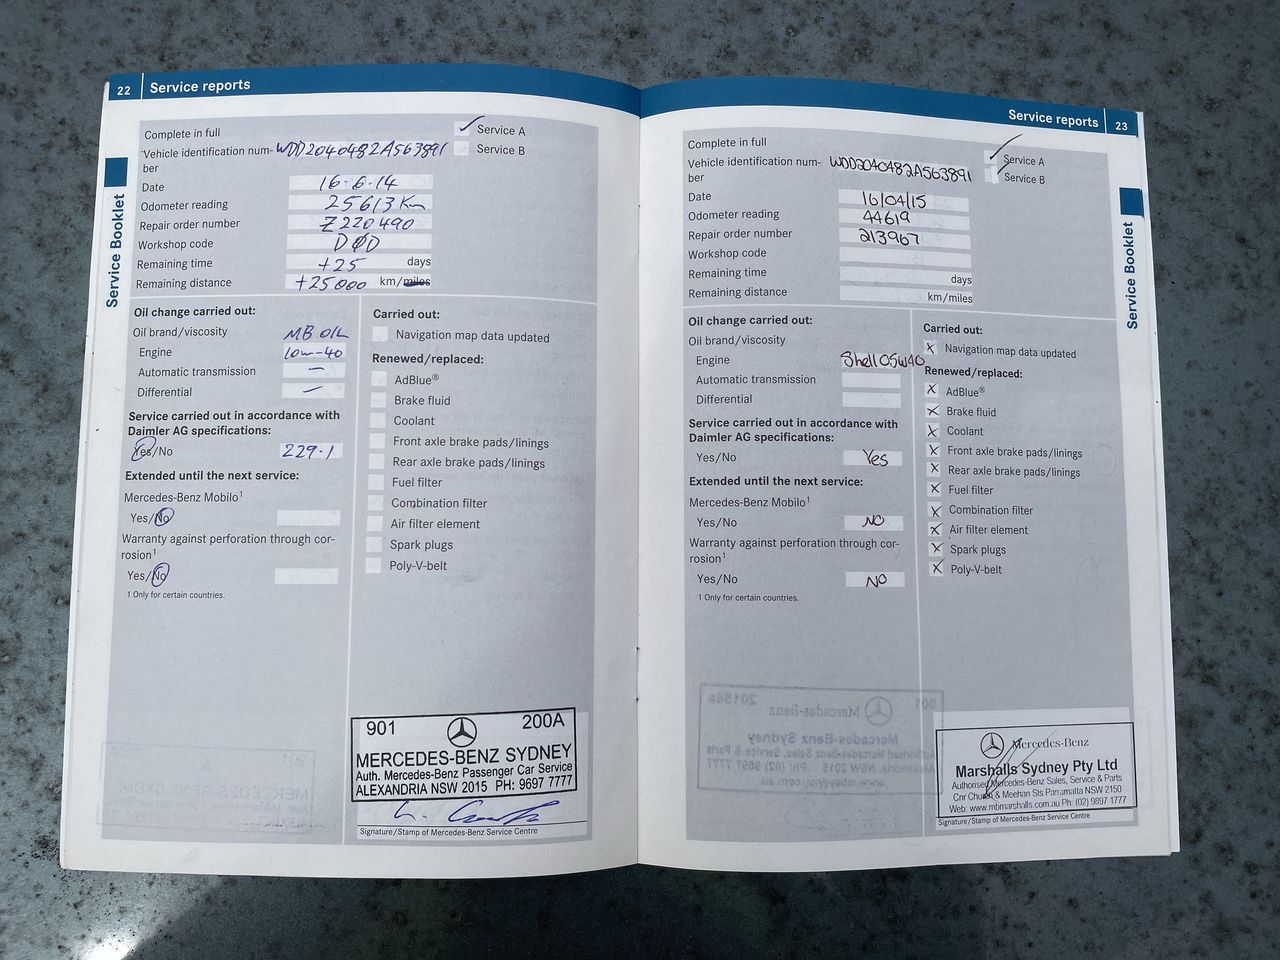 22 Service reports
Complete in full
Service A
Vehicle identification num-
ber WDD2040482A563891
Service B
Date 16·6·14
Odometer reading 25613 Km
Repair order number Z220490
Workshop code DØD
Remaining time +25 days
Remaining distance +25000 km/miles
Oil change carried out:
Oil brand/viscosity MB OIL
Engine 10w-40
Automatic transmission —
Differential —
Service carried out in accordance with
Daimler AG specifications:
Yes/No 229·1
Extended until the next service:
Mercedes-Benz Mobilo¹
Yes/No
Warranty against perforation through cor-
rosion¹
Yes/No
1 Only for certain countries.
Carried out:
Navigation map data updated
Renewed/replaced:
AdBlue®
Brake fluid
Coolant
Front axle brake pads/linings
Rear axle brake pads/linings
Fuel filter
Combination filter
Air filter element
Spark plugs
Poly-V-belt
901 200A
MERCEDES-BENZ SYDNEY
Auth. Mercedes-Benz Passenger Car Service
ALEXANDRIA NSW 2015 PH: 9697 7777
Signature/Stamp of Mercedes-Benz Service Centre
Service Booklet
Service reports 23
Complete in full
Service A
Vehicle identification num-
ber WDD2040482A563891
Service B
Date 16/04/15
Odometer reading 44619
Repair order number 213967
Workshop code
Remaining time days
Remaining distance km/miles
Oil change carried out:
Oil brand/viscosity
Engine Shell 05w40
Automatic transmission
Differential
Service carried out in accordance with
Daimler AG specifications:
Yes/No Yes
Extended until the next service:
Mercedes-Benz Mobilo¹
Yes/No NO
Warranty against perforation through cor-
rosion¹
Yes/No NO
1 Only for certain countries.
Carried out:
x Navigation map data updated
Renewed/replaced:
x AdBlue®
x Brake fluid
x Coolant
x Front axle brake pads/linings
x Rear axle brake pads/linings
x Fuel filter
x Combination filter
x Air filter element
x Spark plugs
x Poly-V-belt
Mercedes-Benz
Marshalls Sydney Pty Ltd
Authorised Mercedes-Benz Sales, Service & Parts
Cnr Church & Meehan Sts Parramatta NSW 2150
Web: www.mbmarshalls.com.au Ph: (02) 9897 1777
Signature/Stamp of Mercedes-Benz Service Centre
Service Booklet